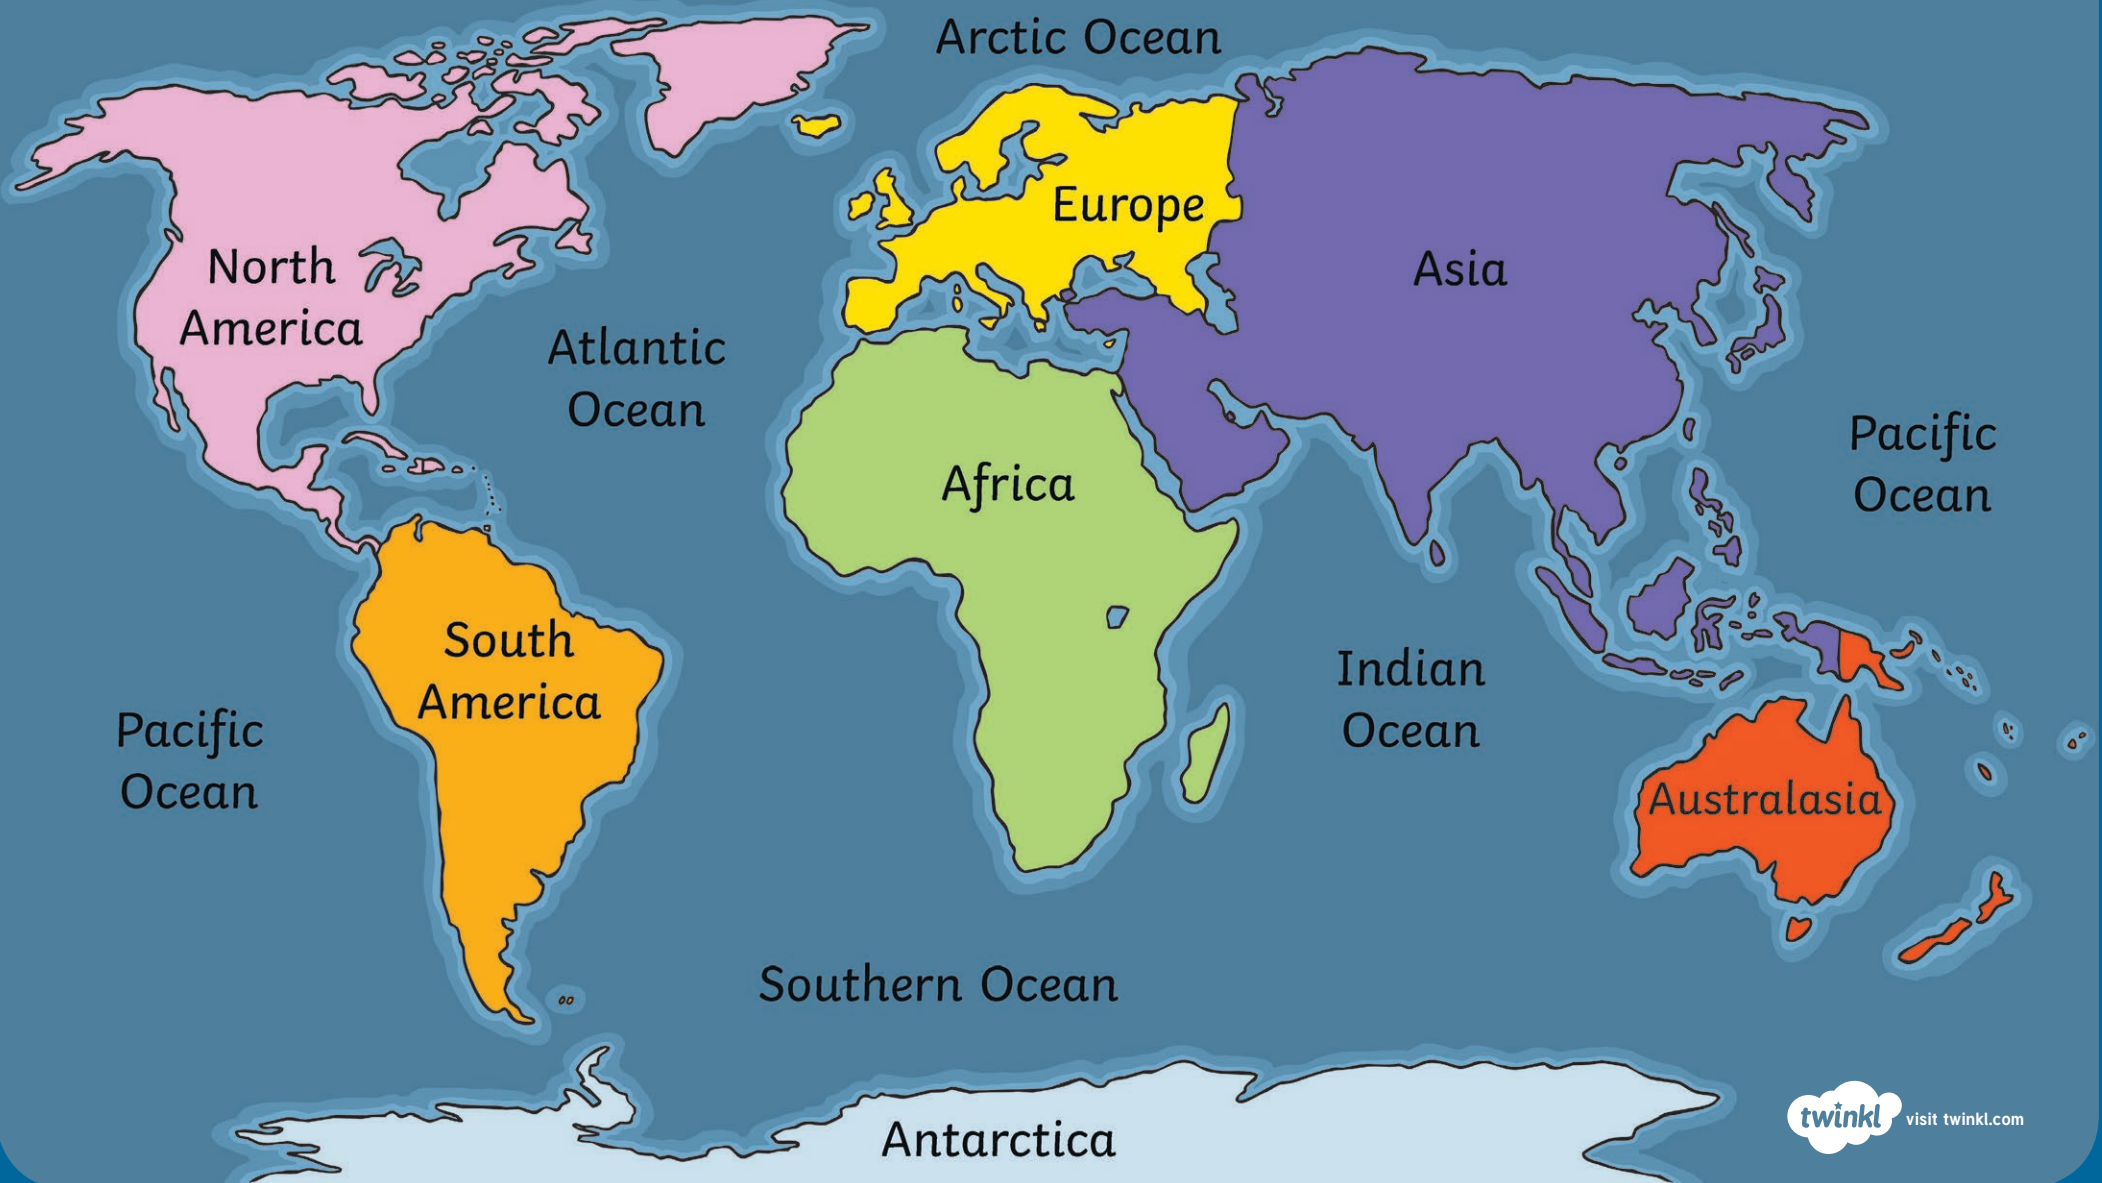 Arctic Ocean
Europe
North
America
Asia
Atlantic
Ocean
Pacific
Ocean
Africa
South
America
Indian
Ocean
Pacific
Ocean
Australasia
Southern Ocean
Antarctica
twinkl
visit twinkl.com